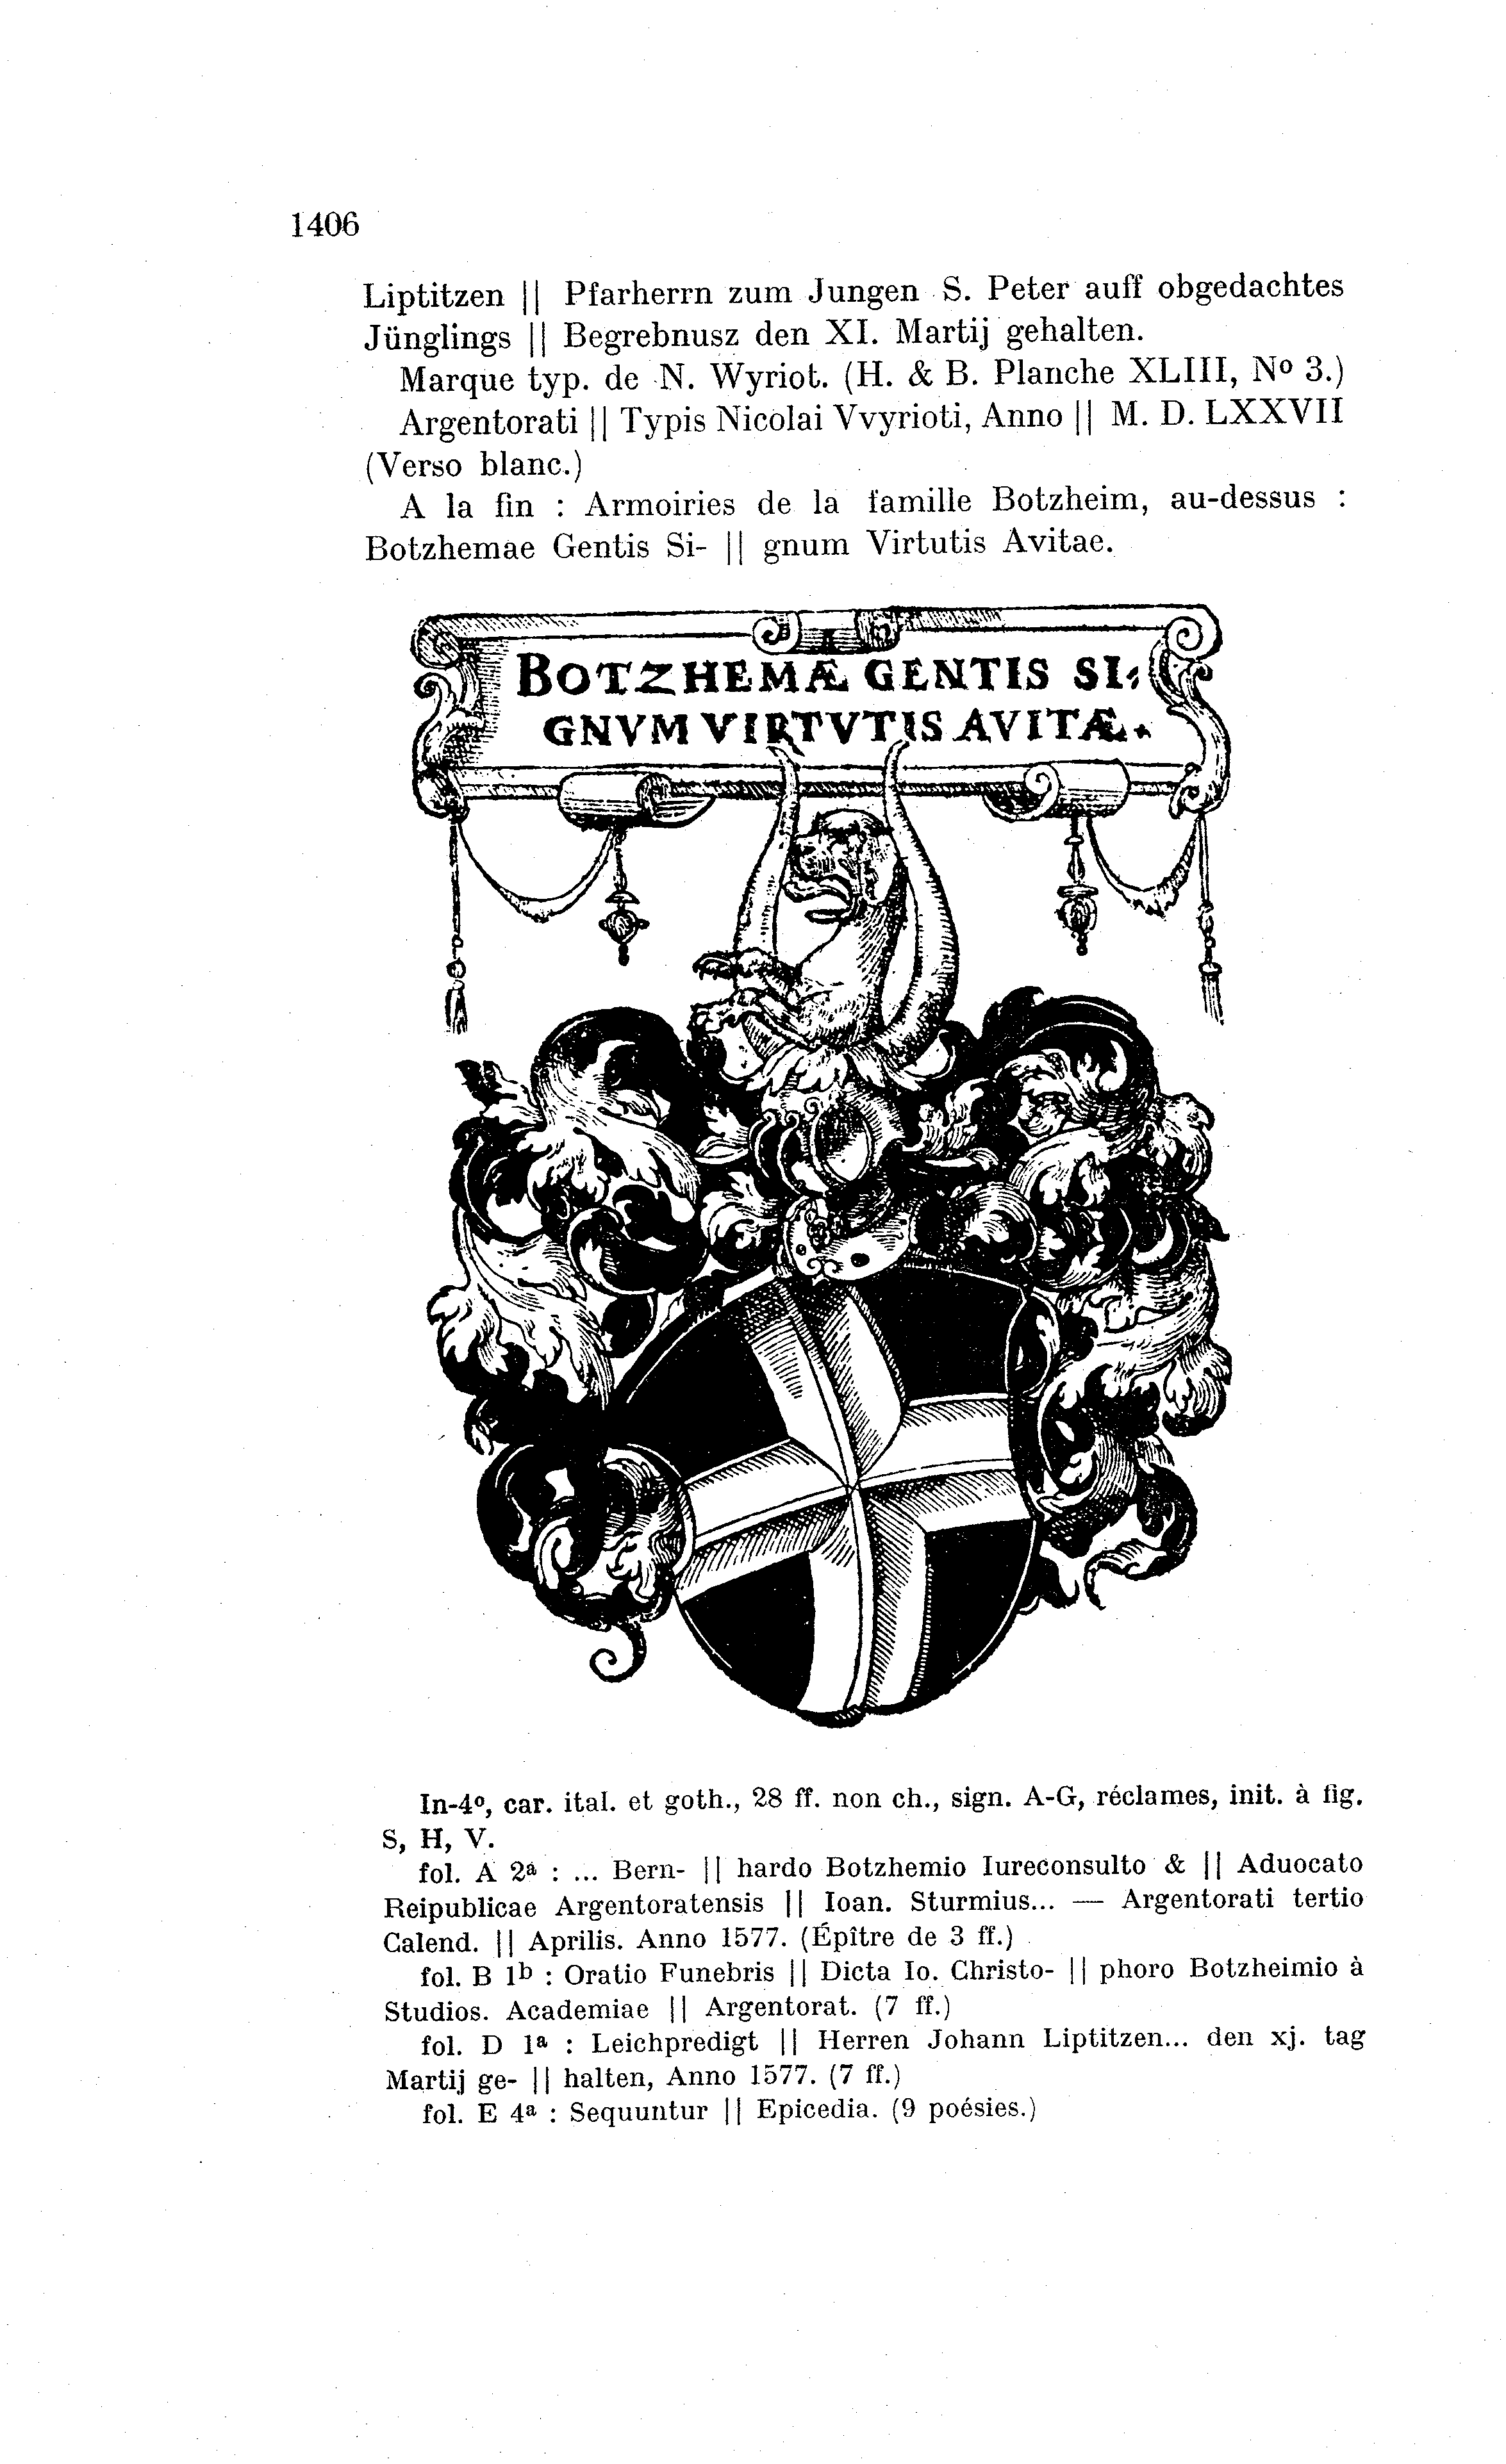 1406
Liptitzen || Pfarherrn zum Jungen S. Peter auff obgedachtes
Jünglings || Begrebnusz den XI. Martij gehalten.
Marque typ. de N. Wyriot. (H. & B. Planche XLIII, Nº 3.)
Argentorati || Typis Nicolai Vvyrioti, Anno || M. D. LXXVII
(Verso blanc.)
A la fin : Armoiries de la famille Botzheim, au-dessus :
Botzhemae Gentis Si- || gnum Virtutis Avitae.
BOTZHEMÆ GENTIS SI:
GNVM VIRTVTIS AVITÆ.
In-4º, car. ital. et goth., 28 ff. non ch., sign. A-G, réclames, init. à fig.
S, H, V.
fol. A 2ª : ... Bern- || hardo Botzhemio Iureconsulto & || Aduocato
Reipublicae Argentoratensis || Ioan. Sturmius... — Argentorati tertio
Calend. || Aprilis. Anno 1577. (Épître de 3 ff.)
fol. B 1ᵇ : Oratio Funebris || Dicta Io. Christo- || phoro Botzheimio à
Studios. Academiae || Argentorat. (7 ff.)
fol. D 1ª : Leichpredigt || Herren Johann Liptitzen... den xj. tag
Martij ge- || halten, Anno 1577. (7 ff.)
fol. E 4ª : Sequuntur || Epicedia. (9 poésies.)